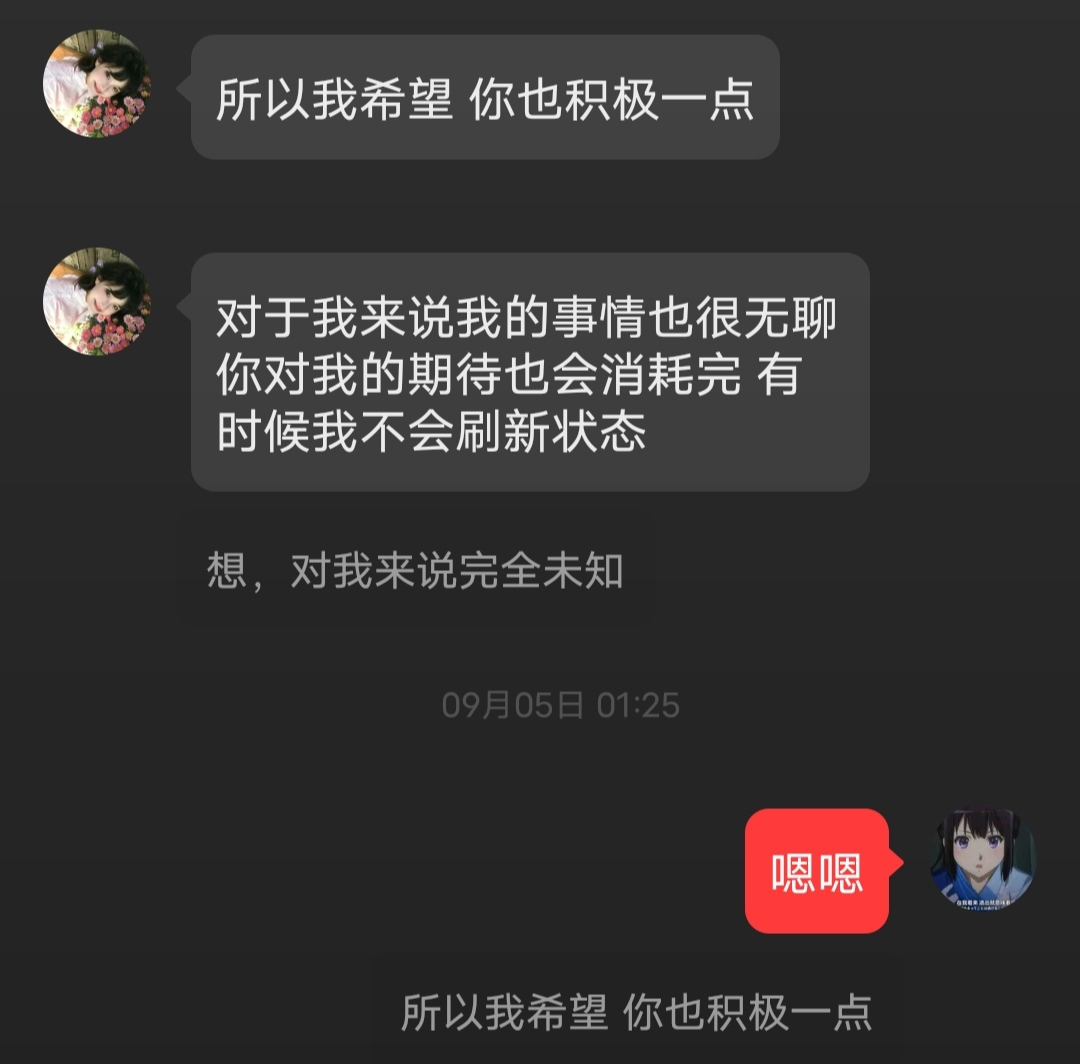 所以我希望 你也积极一点
对于我来说我的事情也很无聊
你对我的期待也会消耗完 有
时候我不会刷新状态
想，对我来说完全未知
09月05日 01:25
嗯嗯
所以我希望 你也积极一点